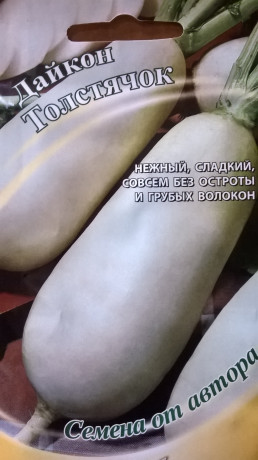 Дайкон
Толстячок
НЕЖНЫЙ, СЛАДКИЙ,
СОВСЕМ БЕЗ ОСТРОТЫ
И ГРУБЫХ ВОЛОКОН
Семена от автора